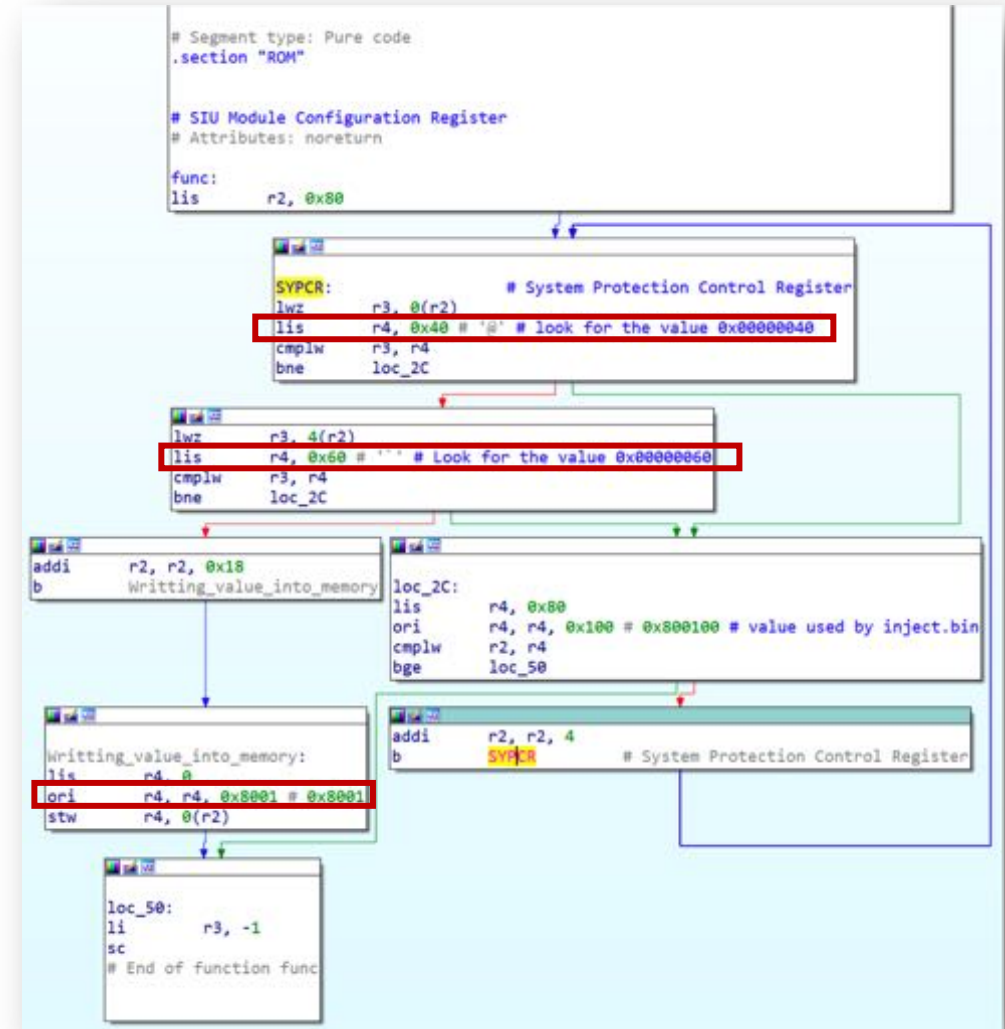 # Segment type: Pure code
.section "ROM"
# SIU Module Configuration Register
# Attributes: noreturn
func:
lis r2, 0x80
SYPCR: # System Protection Control Register
lwz r3, 0(r2)
lis r4, 0x40 # '@' # look for the value 0x00000040
cmplw r3, r4
bne loc_2C
lwz r3, 4(r2)
lis r4, 0x60 # '`' # Look for the value 0x00000060
cmplw r3, r4
bne loc_2C
addi r2, r2, 0x18
b Writting_value_into_memory
loc_2C:
lis r4, 0x80
ori r4, r4, 0x100 # 0x800100 # value used by inject.bin
cmplw r2, r4
bge loc_50
Writting_value_into_memory:
lis r4, 0
ori r4, r4, 0x8001 # 0x8001
stw r4, 0(r2)
addi r2, r2, 4
b SYPCR # System Protection Control Register
loc_50:
li r3, -1
sc
# End of function func